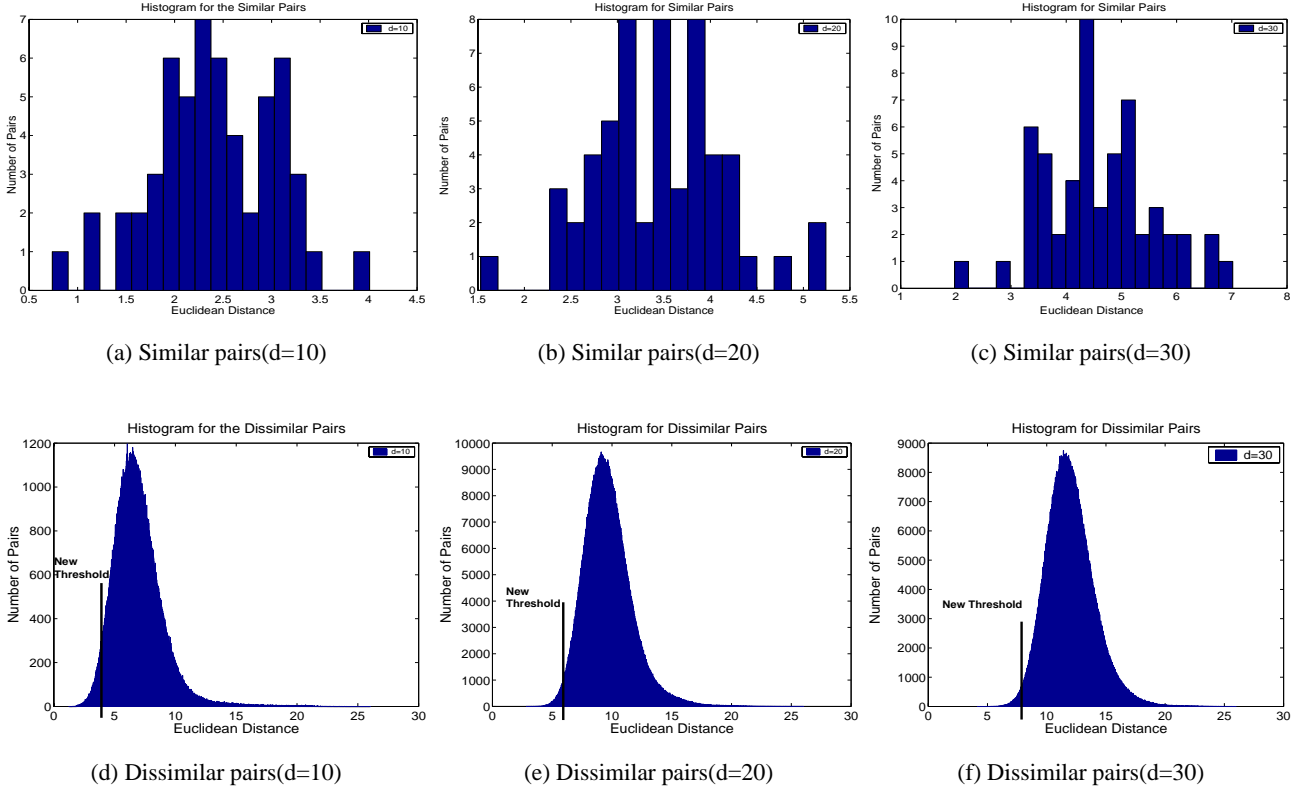 Histogram for the Similar Pairs
d=10
Number of Pairs
7
6
5
4
3
2
1
0
0.5 1 1.5 2 2.5 3 3.5 4 4.5
Euclidean Distance
(a) Similar pairs(d=10)
Histogram for Similar Pairs
d=20
Number of Pairs
8
7
6
5
4
3
2
1
0
1.5 2 2.5 3 3.5 4 4.5 5 5.5
Euclidean Distance
(b) Similar pairs(d=20)
Histogram for Similar Pairs
d=30
Number of Pairs
10
9
8
7
6
5
4
3
2
1
0
1 2 3 4 5 6 7 8
Euclidean Distance
(c) Similar pairs(d=30)
Histogram for the Dissimilar Pairs
d=10
Number of Pairs
1200
1000
800
600
400
200
0
New
Threshold
0 5 10 15 20 25 30
Euclidean Distance
(d) Dissimilar pairs(d=10)
Histogram for Dissimilar Pairs
d=20
Number of Pairs
10000
9000
8000
7000
6000
5000
4000
3000
2000
1000
0
New
Threshold
0 5 10 15 20 25 30
Euclidean Distance
(e) Dissimilar pairs(d=20)
Histogram for Dissimilar Pairs
d=30
Number of Pairs
9000
8000
7000
6000
5000
4000
3000
2000
1000
0
New Threshold
0 5 10 15 20 25 30
Euclidean Distance
(f) Dissimilar pairs(d=30)